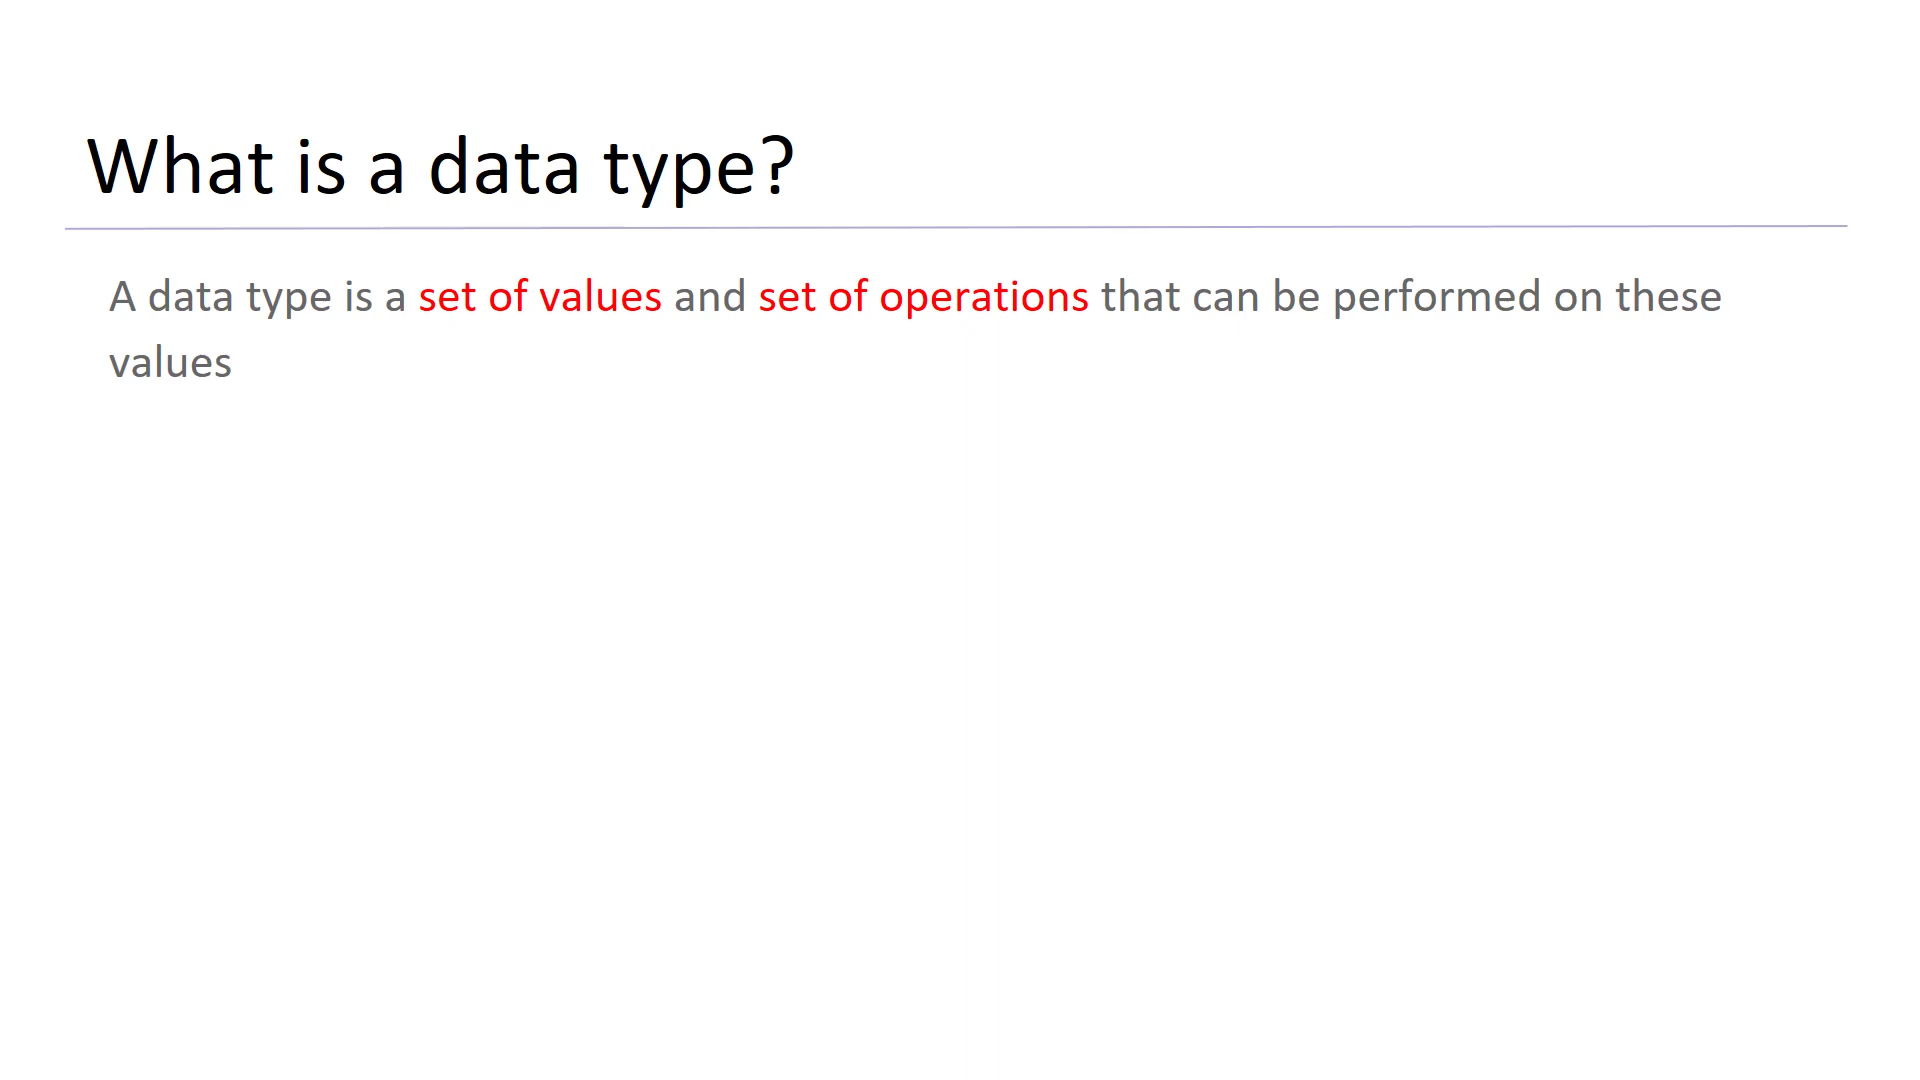 What is a data type?
A data type is a set of values and set of operations that can be performed on these
values